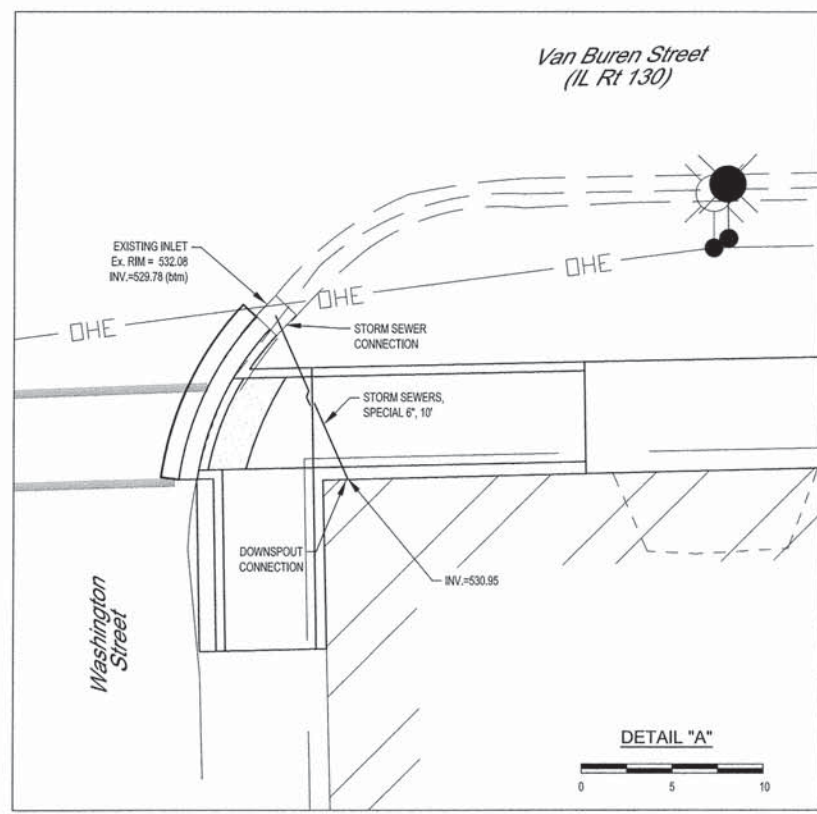 Van Buren Street
(IL Rt 130)
EXISTING INLET
Ex. RIM = 532.08
INV.=529.78 (btm)
OHE
OHE
OHE
STORM SEWER
CONNECTION
STORM SEWERS,
SPECIAL 6", 10'
DOWNSPOUT
CONNECTION
INV.=530.95
Washington
Street
DETAIL "A"
0 5 10